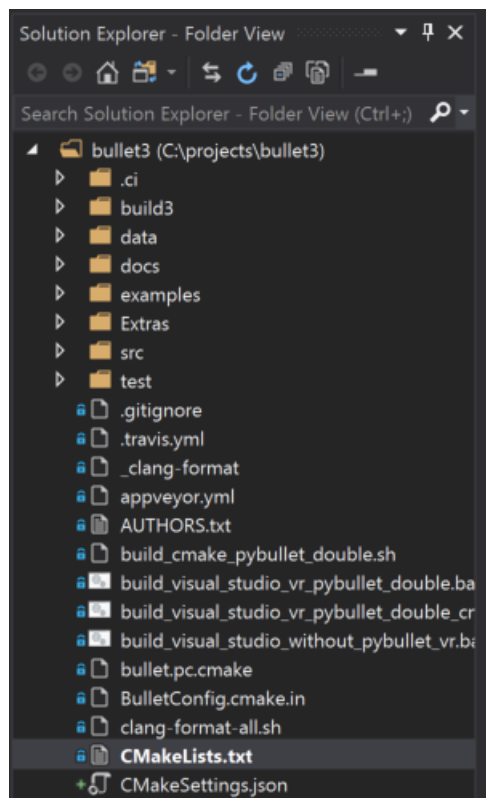 Solution Explorer - Folder View
Search Solution Explorer - Folder View (Ctrl+;)
bullet3 (C:\projects\bullet3)
.ci
build3
data
docs
examples
Extras
src
test
.gitignore
.travis.yml
_clang-format
appveyor.yml
AUTHORS.txt
build_cmake_pybullet_double.sh
build_visual_studio_vr_pybullet_double.ba
build_visual_studio_vr_pybullet_double_cr
build_visual_studio_without_pybullet_vr.ba
bullet.pc.cmake
BulletConfig.cmake.in
clang-format-all.sh
CMakeLists.txt
CMakeSettings.json